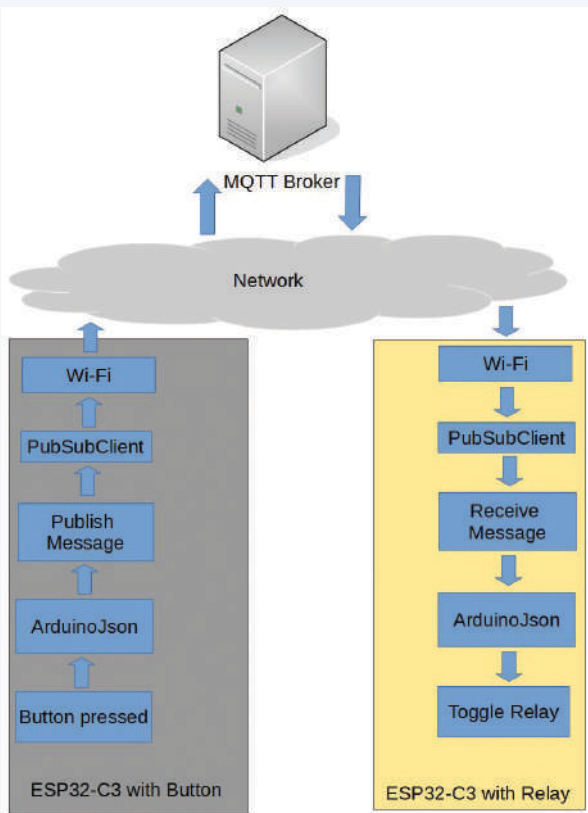 MQTT Broker
Network
Wi-Fi
PubSubClient
Publish
Message
ArduinoJson
Button pressed
ESP32-C3 with Button
Wi-Fi
PubSubClient
Receive
Message
ArduinoJson
Toggle Relay
ESP32-C3 with Relay